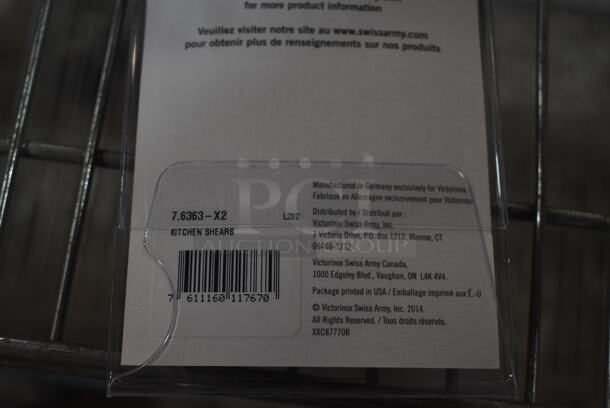 for more product information
Veuillez visiter notre site au www.swissarmy.com
pour obtenir plus de renseignements sur nos produits
7.6363-X2 L202
KITCHEN SHEARS
7 611160 117670
Manufactured in Germany exclusively for Victorinox
Fabriqué en Allemagne exclusivement pour Victorinox
Distributed by / Distribué par :
Victorinox Swiss Army, Inc.
7 Victoria Drive, P.O. Box 1212, Monroe, CT
06468-1212
Victorinox Swiss Army Canada,
1000 Edgeley Blvd., Vaughan, ON L4K 4V4.
Package printed in USA / Emballage imprimé aux É.-U
© Victorinox Swiss Army, Inc. 2014.
All Rights Reserved. / Tous droits réservés.
XXC87770R
PCI
AUCTION GROUP